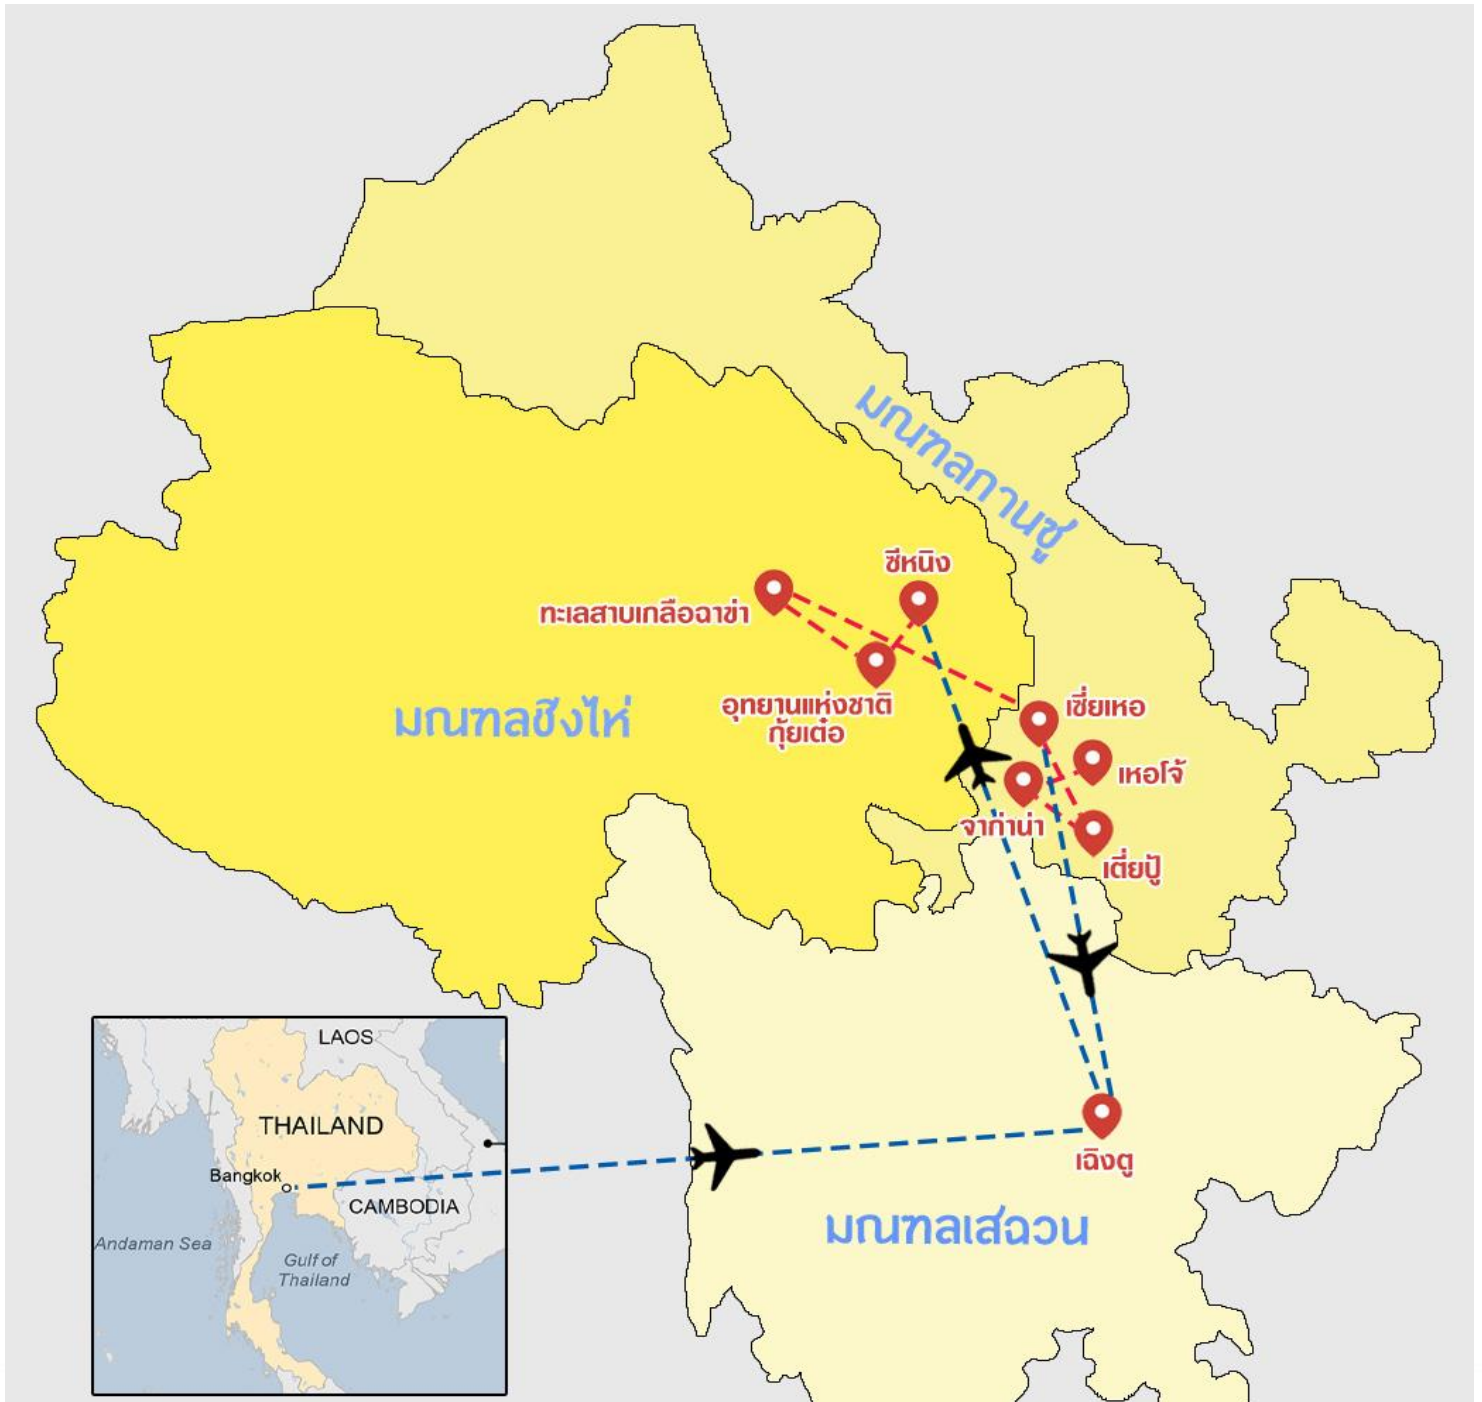 มณฑลกานซู
ซีหนิง
ทะเลสาบเกลือฉาข่า
อุทยานแห่งชาติ
กุ้ยเต๋อ
มณฑลชิงไห่
เซี่ยเหอ
เหอโจ้
จาก่าน่า
เตี่ยปู้
LAOS
THAILAND
Bangkok
CAMBODIA
Andaman Sea
Gulf of
Thailand
เฉิงตู
มณฑลเสฉวน